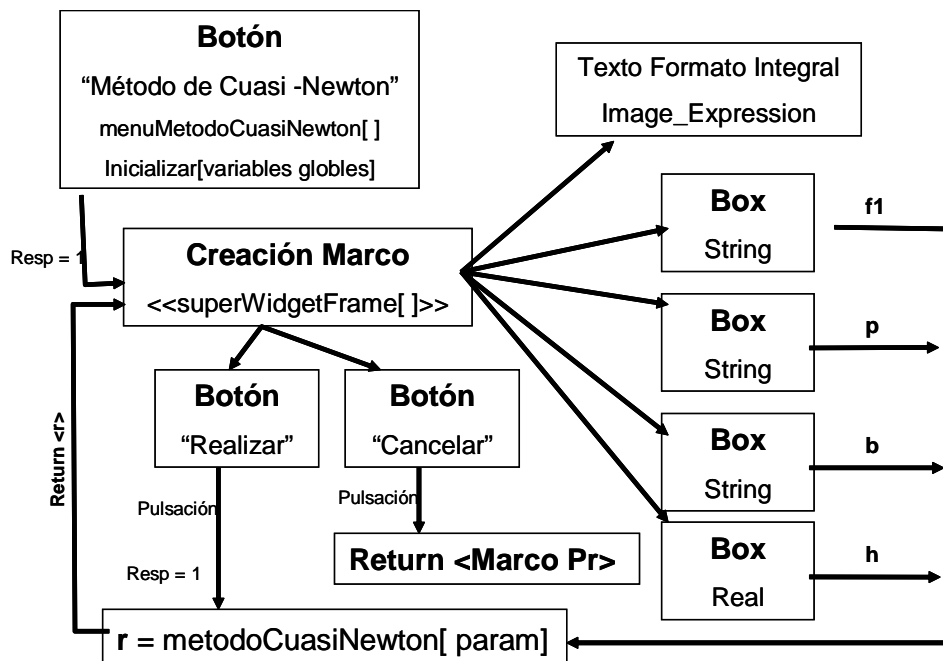 Botón
“Método de Cuasi -Newton”
menuMetodoCuasiNewton[ ]
Inicializar[variables globles]
Texto Formato Integral
Image_Expression
Resp = 1
Creación Marco
<<superWidgetFrame[ ]>>
Box
String
f1
Box
String
p
Box
String
b
Box
Real
h
Botón
“Realizar”
Botón
“Cancelar”
Return <r>
Pulsación
Pulsación
Return <Marco Pr>
Resp = 1
r = metodoCuasiNewton[ param]